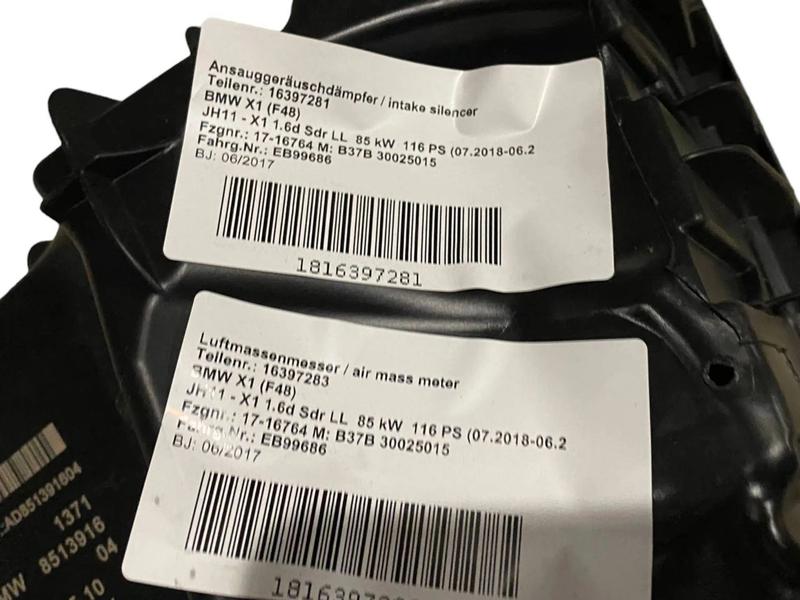 Ansauggeräuschdämpfer / intake silencer
Teilenr.: 16397281
BMW X1 (F48)
JH11 - X1 1.6d Sdr LL 85 kW 116 PS (07.2018-06.2
Fzgnr.: 17-16764 M: B37B 30025015
Fahrg.Nr.: EB99686
BJ: 06/2017
1816397281
Luftmassenmesser / air mass meter
Teilenr.: 16397283
BMW X1 (F48)
JH11 - X1 1.6d Sdr LL 85 kW 116 PS (07.2018-06.2
Fzgnr.: 17-16764 M: B37B 30025015
Fahrg.Nr.: EB99686
BJ: 06/2017
AD851391604
1371
8513916
04
10